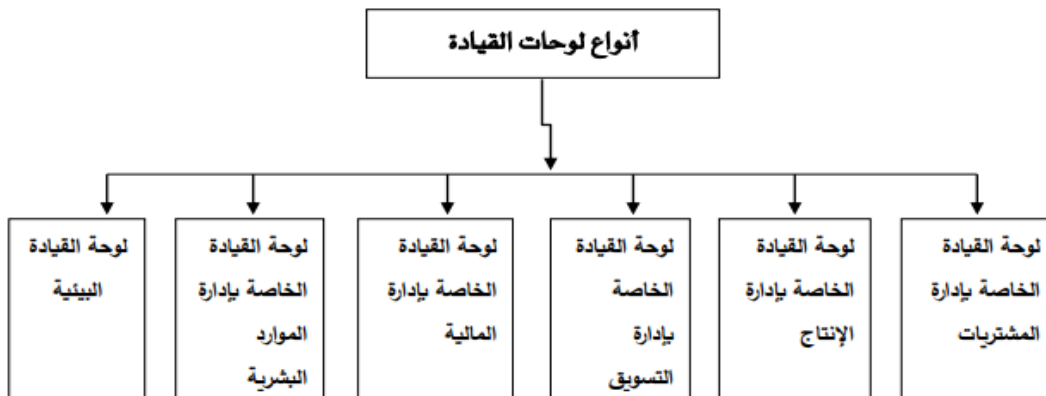 أنواع لوحات القيادة
لوحة القيادة
الخاصة بإدارة
المشتريات
لوحة القيادة
الخاصة بإدارة
الإنتاج
لوحة القيادة
الخاصة
بإدارة
التسويق
لوحة القيادة
الخاصة بإدارة
المالية
لوحة القيادة
الخاصة بإدارة
الموارد
البشرية
لوحة القيادة
البيئية